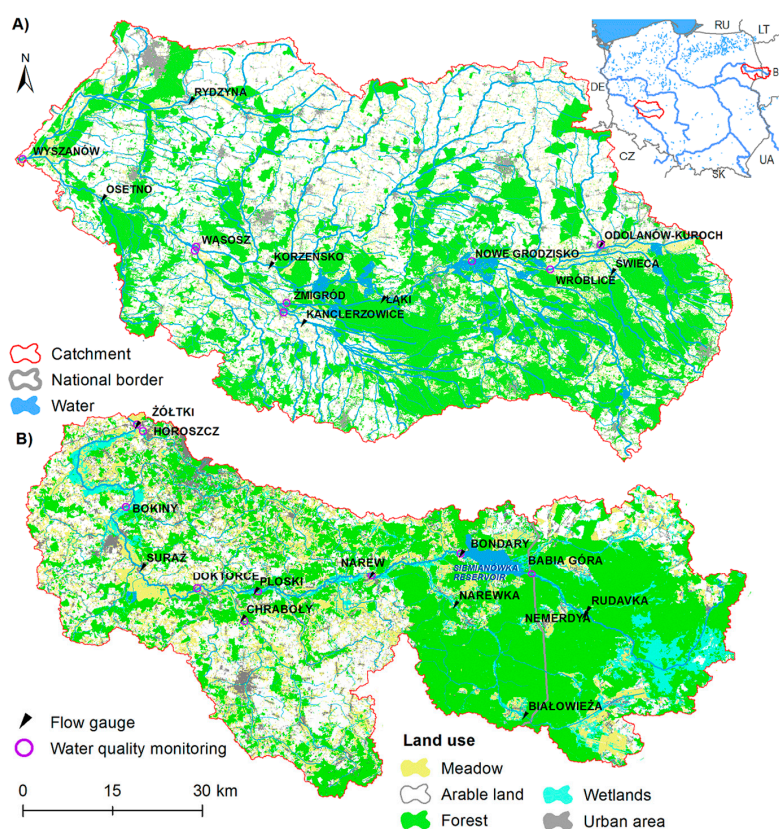 A)
N
RU
LT
B
DE
CZ
SK
UA
RYDZYNA
WYSZANÓW
OSETNO
WĄSOSZ
KORZEŃSKO
ŻMIGRÓD
KANCLERZOWICE
ŁĄKI
NOWE GRODZISKO
ODOLANÓW-KUROCH
WRÓBLICE
ŚWIECA
Catchment
National border
Water
B)
ŻÓŁTKI
HOROSZCZ
BOKINY
SURAŻ
DOKTORCE
PLOSKI
CHRABOŁY
NAREW
BONDARY
SIEMIANÓWKA
RESERVOIR
BABIA GÓRA
NAREWKA
NEMERDYA
RUDAVKA
BIAŁOWIEŻA
Flow gauge
Water quality monitoring
0 15 30 km
Land use
Meadow
Arable land
Forest
Wetlands
Urban area